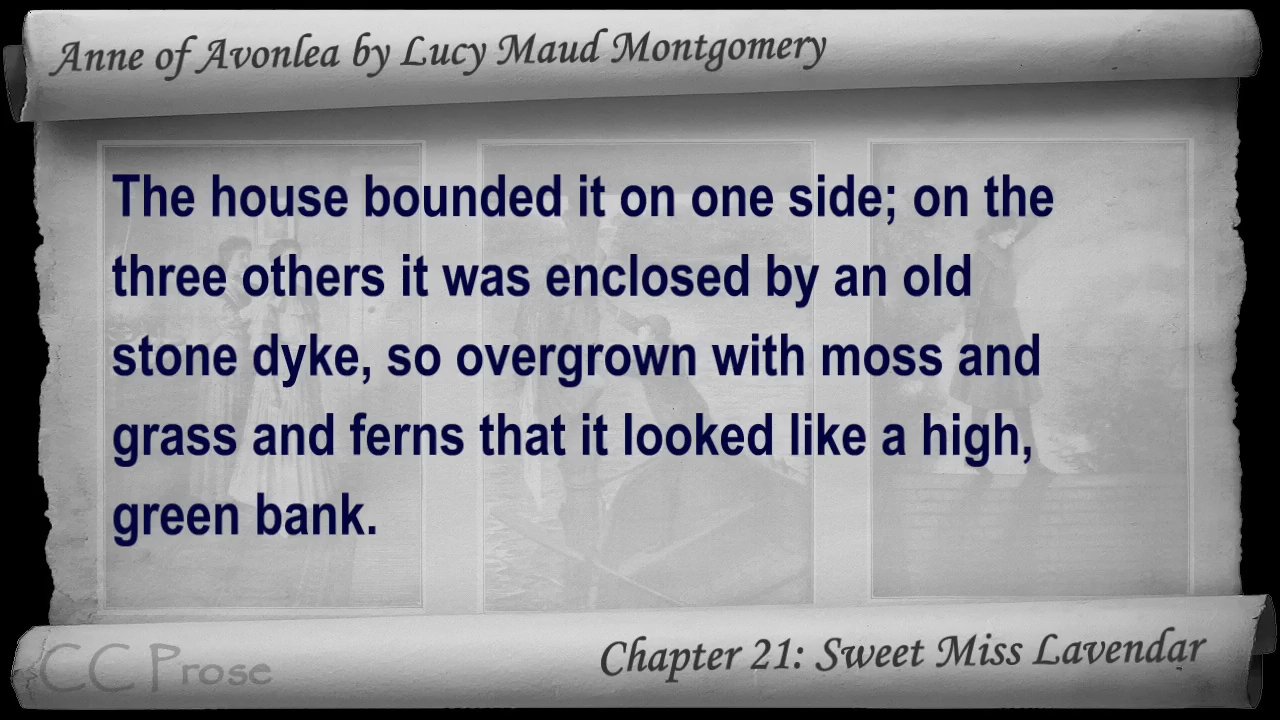 Anne of Avonlea by Lucy Maud Montgomery
The house bounded it on one side; on the
three others it was enclosed by an old
stone dyke, so overgrown with moss and
grass and ferns that it looked like a high,
green bank.
CC Prose
Chapter 21: Sweet Miss Lavendar